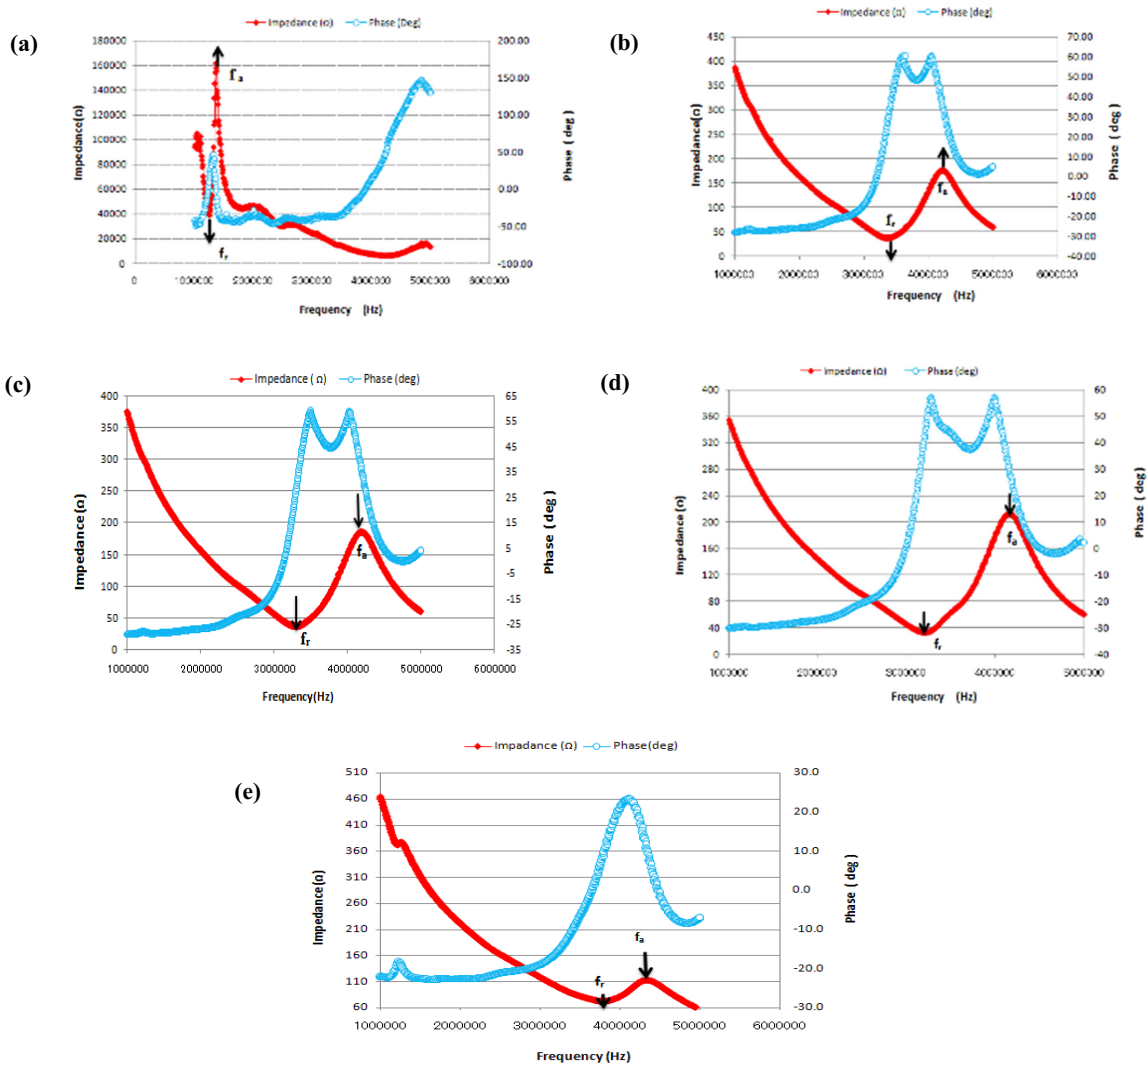 (a)
Impedance (Ω) Phase (Deg)
180000 200.00
160000 150.00
140000
120000 100.00
100000 50.00
80000
60000 0.00
40000 -50.00
20000
0 -100.00
0 1000000 2000000 3000000 4000000 5000000 6000000
Impedance(Ω)
Phase ( deg)
fa
fr
Frequency (Hz)
(b)
Impedance (Ω) Phase (deg)
450 70.00
400 60.00
350 50.00
300 40.00
250 30.00
200 20.00
150 10.00
100 0.00
50 -10.00
0 -20.00
-30.00
-40.00
1000000 2000000 3000000 4000000 5000000 6000000
Impedance(Ω)
Phase ( deg)
fr
Frequency (Hz)
(c)
Impedance ( Ω) Phase (deg)
400 65
350 55
300 45
250 35
200 25
150 15
100 5
50 -5
0 -15
-25
-35
1000000 2000000 3000000 4000000 5000000 6000000
Impedance (Ω)
Phase ( deg)
fa
fr
Frequency(Hz)
(d)
Impedance (Ω) Phase (deg)
400 60
360 50
320 40
280 30
240 20
200 10
160 0
120 -10
80 -20
40 -30
0 -40
1000000 2000000 3000000 4000000 5000000
Impedance (Ω)
Phase ( deg)
fa
fr
Frequency (Hz)
(e)
Impadance (Ω) Phase(deg)
510 30.0
460 20.0
410
360 10.0
310 0.0
260
210 -10.0
160 -20.0
110
60 -30.0
1000000 2000000 3000000 4000000 5000000 6000000
Impedance(Ω)
Phase ( deg)
fa
fr
Frequency (Hz)